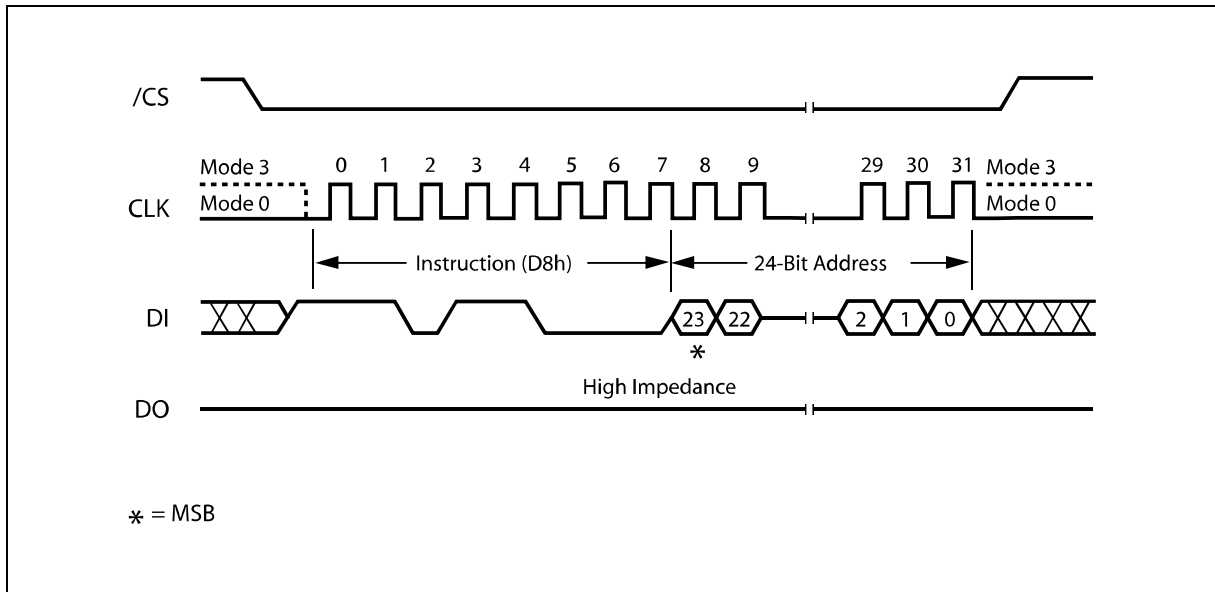 /CS
Mode 3 0 1 2 3 4 5 6 7 8 9 29 30 31 Mode 3
CLK Mode 0 Mode 0
Instruction (D8h) 24-Bit Address
DI 23 22 2 1 0
*
High Impedance
DO
* = MSB